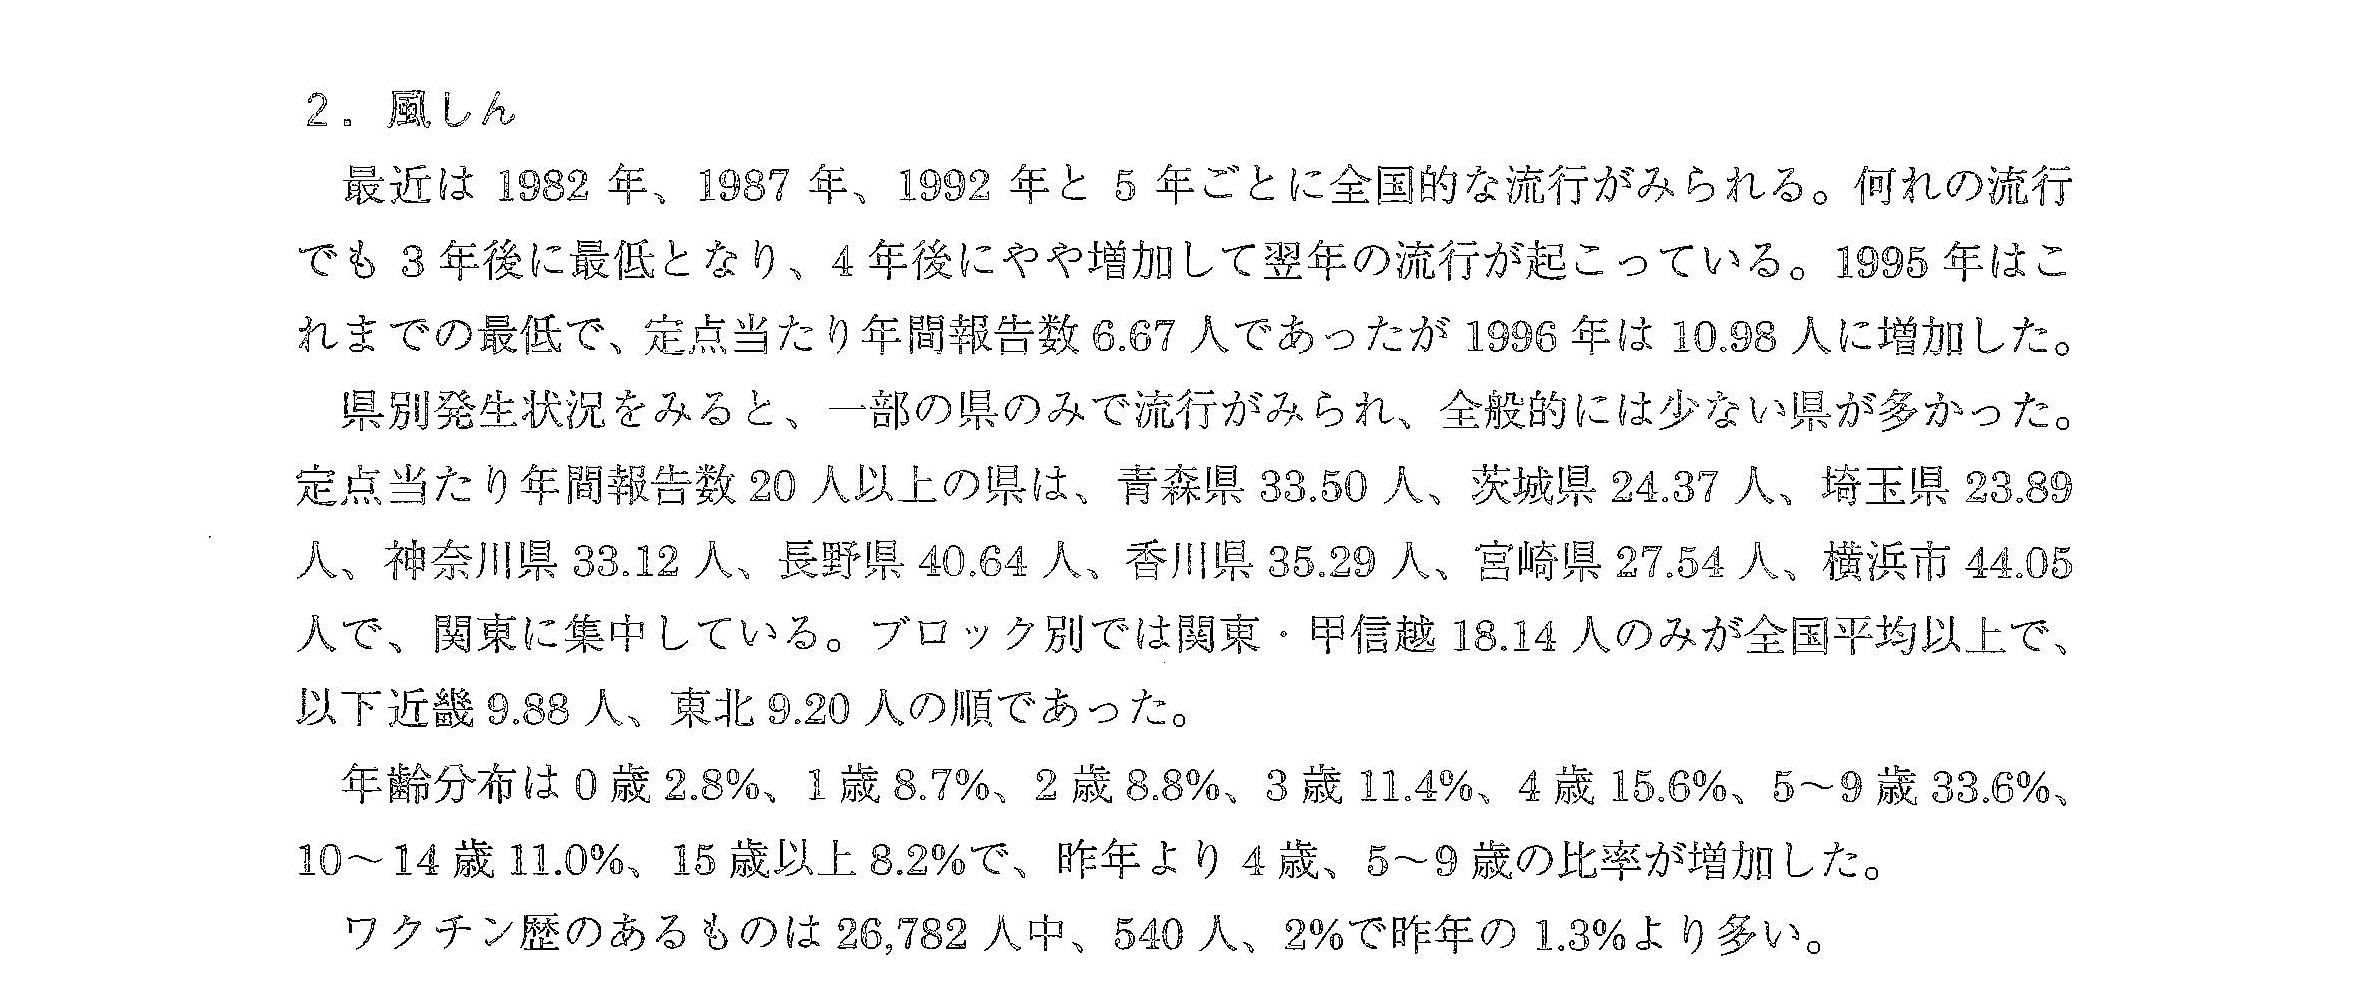 ２．風しん
最近は 1982 年、1987 年、1992 年と 5 年ごとに全国的な流行がみられる。何れの流行
でも 3 年後に最低となり、4 年後にやや増加して翌年の流行が起こっている。1995 年はこ
れまでの最低で、定点当たり年間報告数 6.67 人であったが 1996 年は 10.98 人に増加した。
県別発生状況をみると、一部の県のみで流行がみられ、全般的には少ない県が多かった。
定点当たり年間報告数 20 人以上の県は、青森県 33.50 人、茨城県 24.37 人、埼玉県 23.89
人、神奈川県 33.12 人、長野県 40.64 人、香川県 35.29 人、宮崎県 27.54 人、横浜市 44.05
人で、関東に集中している。ブロック別では関東・甲信越 18.14 人のみが全国平均以上で、
以下近畿 9.88 人、東北 9.20 人の順であった。
年齢分布は 0 歳 2.8%、1 歳 8.7%、2 歳 8.8%、3 歳 11.4%、4 歳 15.6%、5～9 歳 33.6%、
10～14 歳 11.0%、15 歳以上 8.2%で、昨年より 4 歳、5～9 歳の比率が増加した。
ワクチン歴のあるものは 26,782 人中、540 人、2%で昨年の 1.3%より多い。